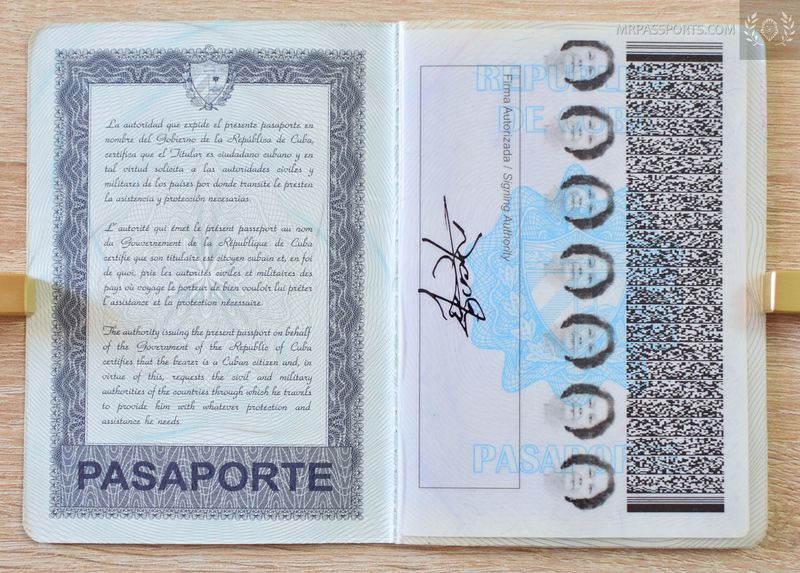 MRPASSPORTS.COM
La autoridad que expide el presente pasaporte en
nombre del Gobierno de la República de Cuba,
certifica que el Titular es ciudadano cubano y en
tal virtud solicita a las autoridades civiles y
militares de los países por donde transite le presten
la asistencia y protección necesarias.
L'autorité qui émet le présent passeport au nom
du Gouvernement de la République de Cuba
certifie que son titulaire est citoyen cubain et, en foi
de quoi, prie les autorités civiles et militaires des
pays où voyage le porteur de bien vouloir lui prêter
l'assistance et la protection nécessaire.
The authority issuing the present passport on behalf
of the Government of the Republic of Cuba
certifies that the bearer is a Cuban citizen and, in
virtue of this, requests the civil and military
authorities of the countries through which he travels
to provide him with whatever protection and
assistance he needs.
PASAPORTE
Firma Autorizada / Signing Authority
DE